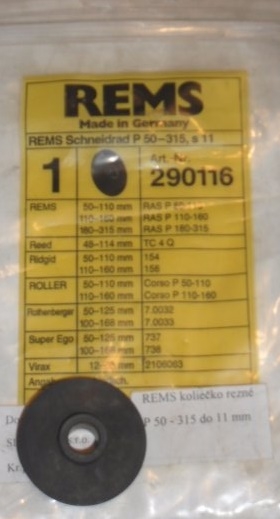 REMS
Made in Germany
REMS Schneidrad P 50–315, s 11
1 Art.-Nr. 290116
REMS 50–110 mm RAS P
110–160 mm RAS P 110-160
180–315 mm RAS P 180-315
Reed 48–114 mm TC 4 Q
Ridgid 50–110 mm 154
110–160 mm 156
ROLLER 50–110 mm Corso P 50-110
110–160 mm Corso P 110-160
Rothenberger 50–125 mm 7.0032
100–168 mm 7.0033
Super Ego 50–125 mm 737
100–168 mm 738
Virax mm 2106063
REMS koliečko rezné
P 50 - 315 do 11 mm
s.r.o.